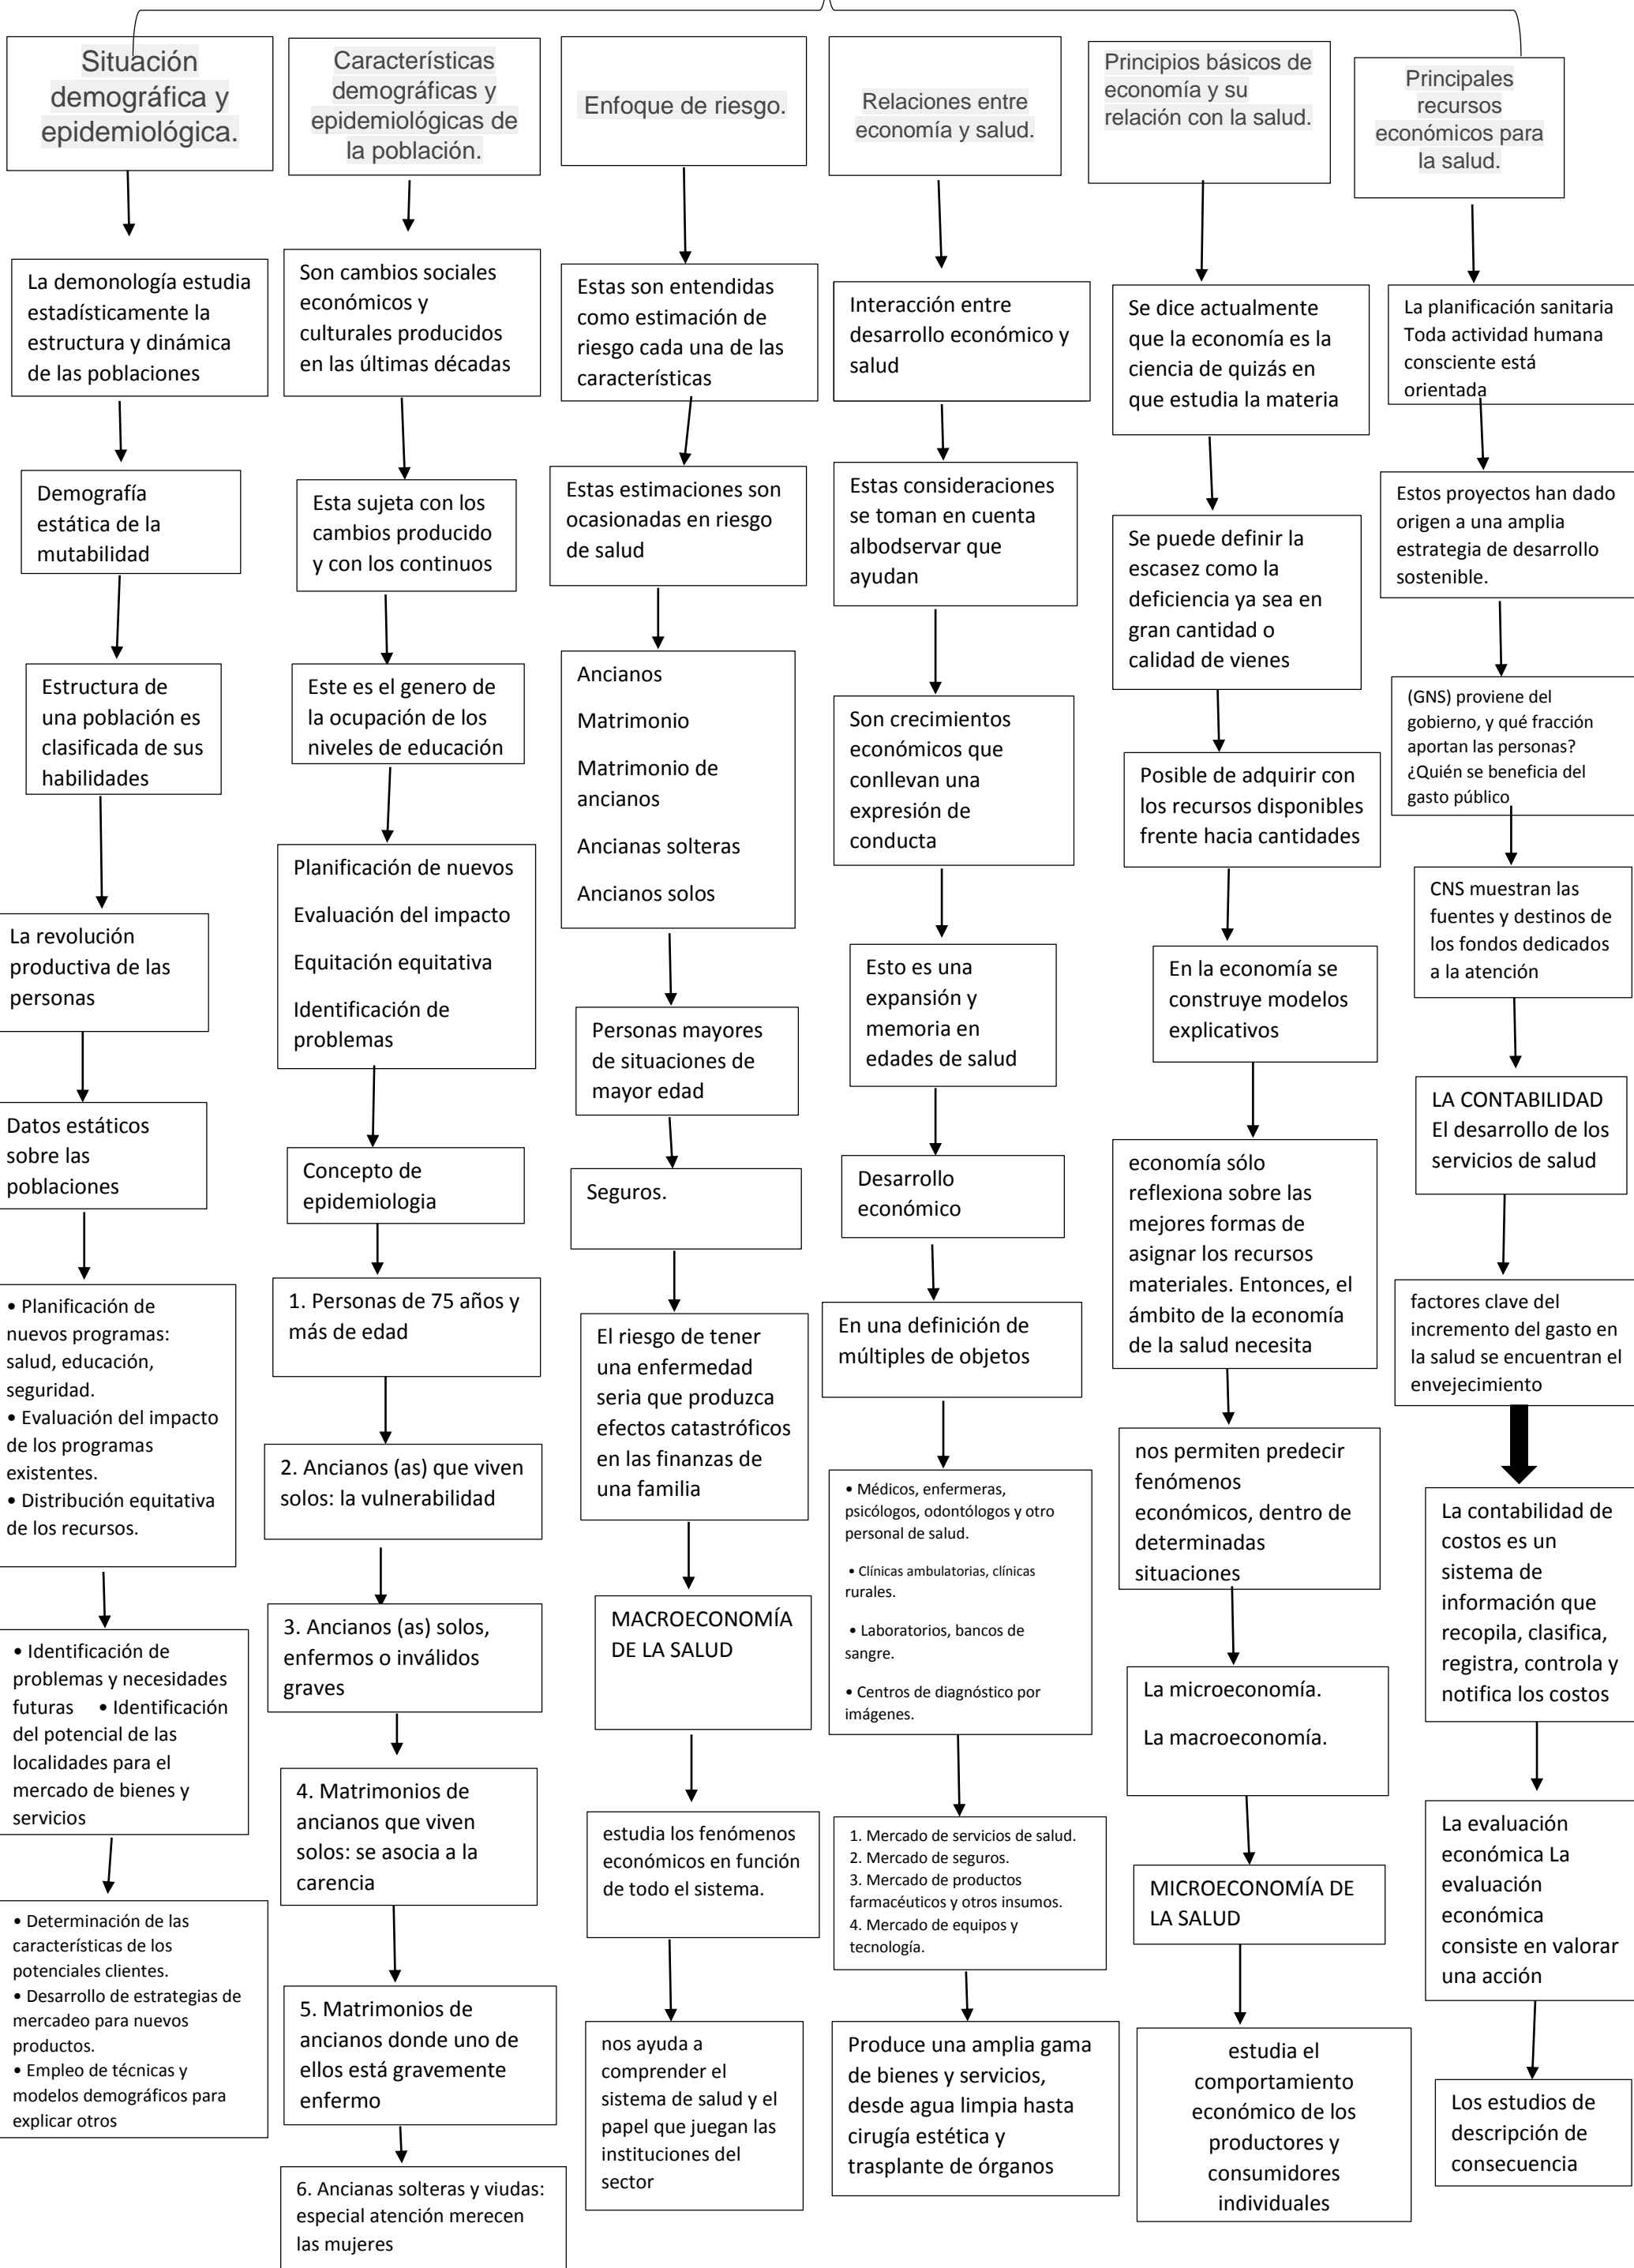 Situación
demográfica y
epidemiológica.
La demonología estudia
estadísticamente la
estructura y dinámica
de las poblaciones
Demografía
estática de la
mutabilidad
Estructura de
una población es
clasificada de sus
habilidades
La revolución
productiva de las
personas
Datos estáticos
sobre las
poblaciones
• Planificación de
nuevos programas:
salud, educación,
seguridad.
• Evaluación del impacto
de los programas
existentes.
• Distribución equitativa
de los recursos.
• Identificación de
problemas y necesidades
futuras • Identificación
del potencial de las
localidades para el
mercado de bienes y
servicios
• Determinación de las
características de los
potenciales clientes.
• Desarrollo de estrategias de
mercadeo para nuevos
productos.
• Empleo de técnicas y
modelos demográficos para
explicar otros
Características
demográficas y
epidemiológicas de
la población.
Son cambios sociales
económicos y
culturales producidos
en las últimas décadas
Esta sujeta con los
cambios producido
y con los continuos
Este es el genero de
la ocupación de los
niveles de educación
Planificación de nuevos
Evaluación del impacto
Equitación equitativa
Identificación de
problemas
Concepto de
epidemiologia
1. Personas de 75 años y
más de edad
2. Ancianos (as) que viven
solos: la vulnerabilidad
3. Ancianos (as) solos,
enfermos o inválidos
graves
4. Matrimonios de
ancianos que viven
solos: se asocia a la
carencia
5. Matrimonios de
ancianos donde uno de
ellos está gravemente
enfermo
6. Ancianas solteras y viudas:
especial atención merecen
las mujeres
Enfoque de riesgo.
Estas son entendidas
como estimación de
riesgo cada una de las
características
Estas estimaciones son
ocasionadas en riesgo
de salud
Ancianos
Matrimonio
Matrimonio de
ancianos
Ancianas solteras
Ancianos solos
Personas mayores
de situaciones de
mayor edad
Seguros.
El riesgo de tener
una enfermedad
seria que produzca
efectos catastróficos
en las finanzas de
una familia
MACROECONOMÍA
DE LA SALUD
estudia los fenómenos
económicos en función
de todo el sistema.
nos ayuda a
comprender el
sistema de salud y el
papel que juegan las
instituciones del
sector
Relaciones entre
economía y salud.
Interacción entre
desarrollo económico y
salud
Estas consideraciones
se toman en cuenta
albodservar que
ayudan
Son crecimientos
económicos que
conllevan una
expresión de
conducta
Esto es una
expansión y
memoria en
edades de salud
Desarrollo
económico
En una definición de
múltiples de objetos
• Médicos, enfermeras,
psicólogos, odontólogos y otro
personal de salud.
• Clínicas ambulatorias, clínicas
rurales.
• Laboratorios, bancos de
sangre.
• Centros de diagnóstico por
imágenes.
1. Mercado de servicios de salud.
2. Mercado de seguros.
3. Mercado de productos
farmacéuticos y otros insumos.
4. Mercado de equipos y
tecnología.
Produce una amplia gama
de bienes y servicios,
desde agua limpia hasta
cirugía estética y
trasplante de órganos
Principios básicos de
economía y su
relación con la salud.
Se dice actualmente
que la economía es la
ciencia de quizás en
que estudia la materia
Se puede definir la
escasez como la
deficiencia ya sea en
gran cantidad o
calidad de vienes
Posible de adquirir con
los recursos disponibles
frente hacia cantidades
En la economía se
construye modelos
explicativos
economía sólo
reflexiona sobre las
mejores formas de
asignar los recursos
materiales. Entonces, el
ámbito de la economía
de la salud necesita
nos permiten predecir
fenómenos
económicos, dentro de
determinadas
situaciones
La microeconomía.
La macroeconomía.
MICROECONOMÍA DE
LA SALUD
estudia el
comportamiento
económico de los
productores y
consumidores
individuales
Principales
recursos
económicos para
la salud.
La planificación sanitaria
Toda actividad humana
consciente está
orientada
Estos proyectos han dado
origen a una amplia
estrategia de desarrollo
sostenible.
(GNS) proviene del
gobierno, y qué fracción
aportan las personas?
¿Quién se beneficia del
gasto público
CNS muestran las
fuentes y destinos de
los fondos dedicados
a la atención
LA CONTABILIDAD
El desarrollo de los
servicios de salud
factores clave del
incremento del gasto en
la salud se encuentran el
envejecimiento
La contabilidad de
costos es un
sistema de
información que
recopila, clasifica,
registra, controla y
notifica los costos
La evaluación
económica La
evaluación
económica
consiste en valorar
una acción
Los estudios de
descripción de
consecuencia